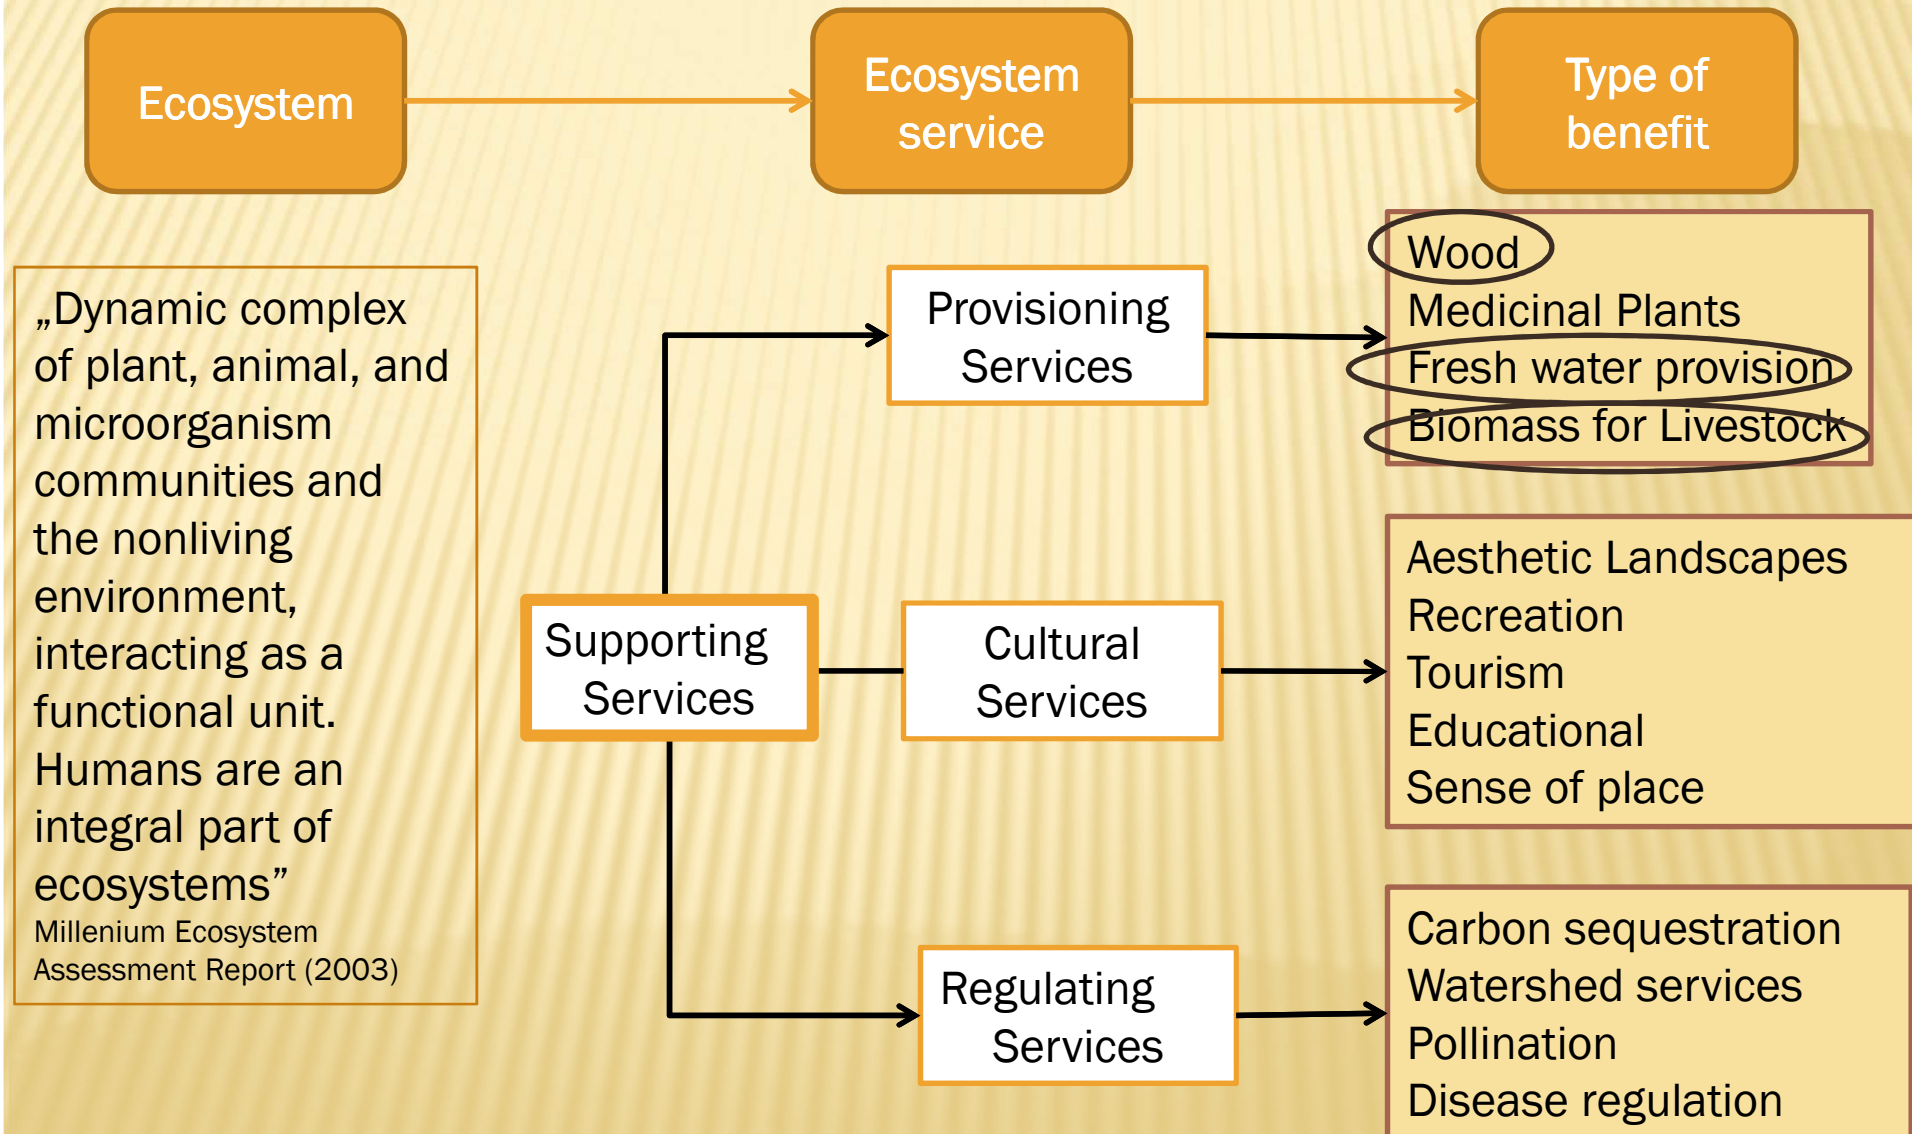 Ecosystem
Ecosystem
service
Type of
benefit
„Dynamic complex
of plant, animal, and
microorganism
communities and
the nonliving
environment,
interacting as a
functional unit.
Humans are an
integral part of
ecosystems”
Millenium Ecosystem
Assessment Report (2003)
Supporting
Services
Provisioning
Services
Wood
Medicinal Plants
Fresh water provision
Biomass for Livestock
Cultural
Services
Aesthetic Landscapes
Recreation
Tourism
Educational
Sense of place
Regulating
Services
Carbon sequestration
Watershed services
Pollination
Disease regulation